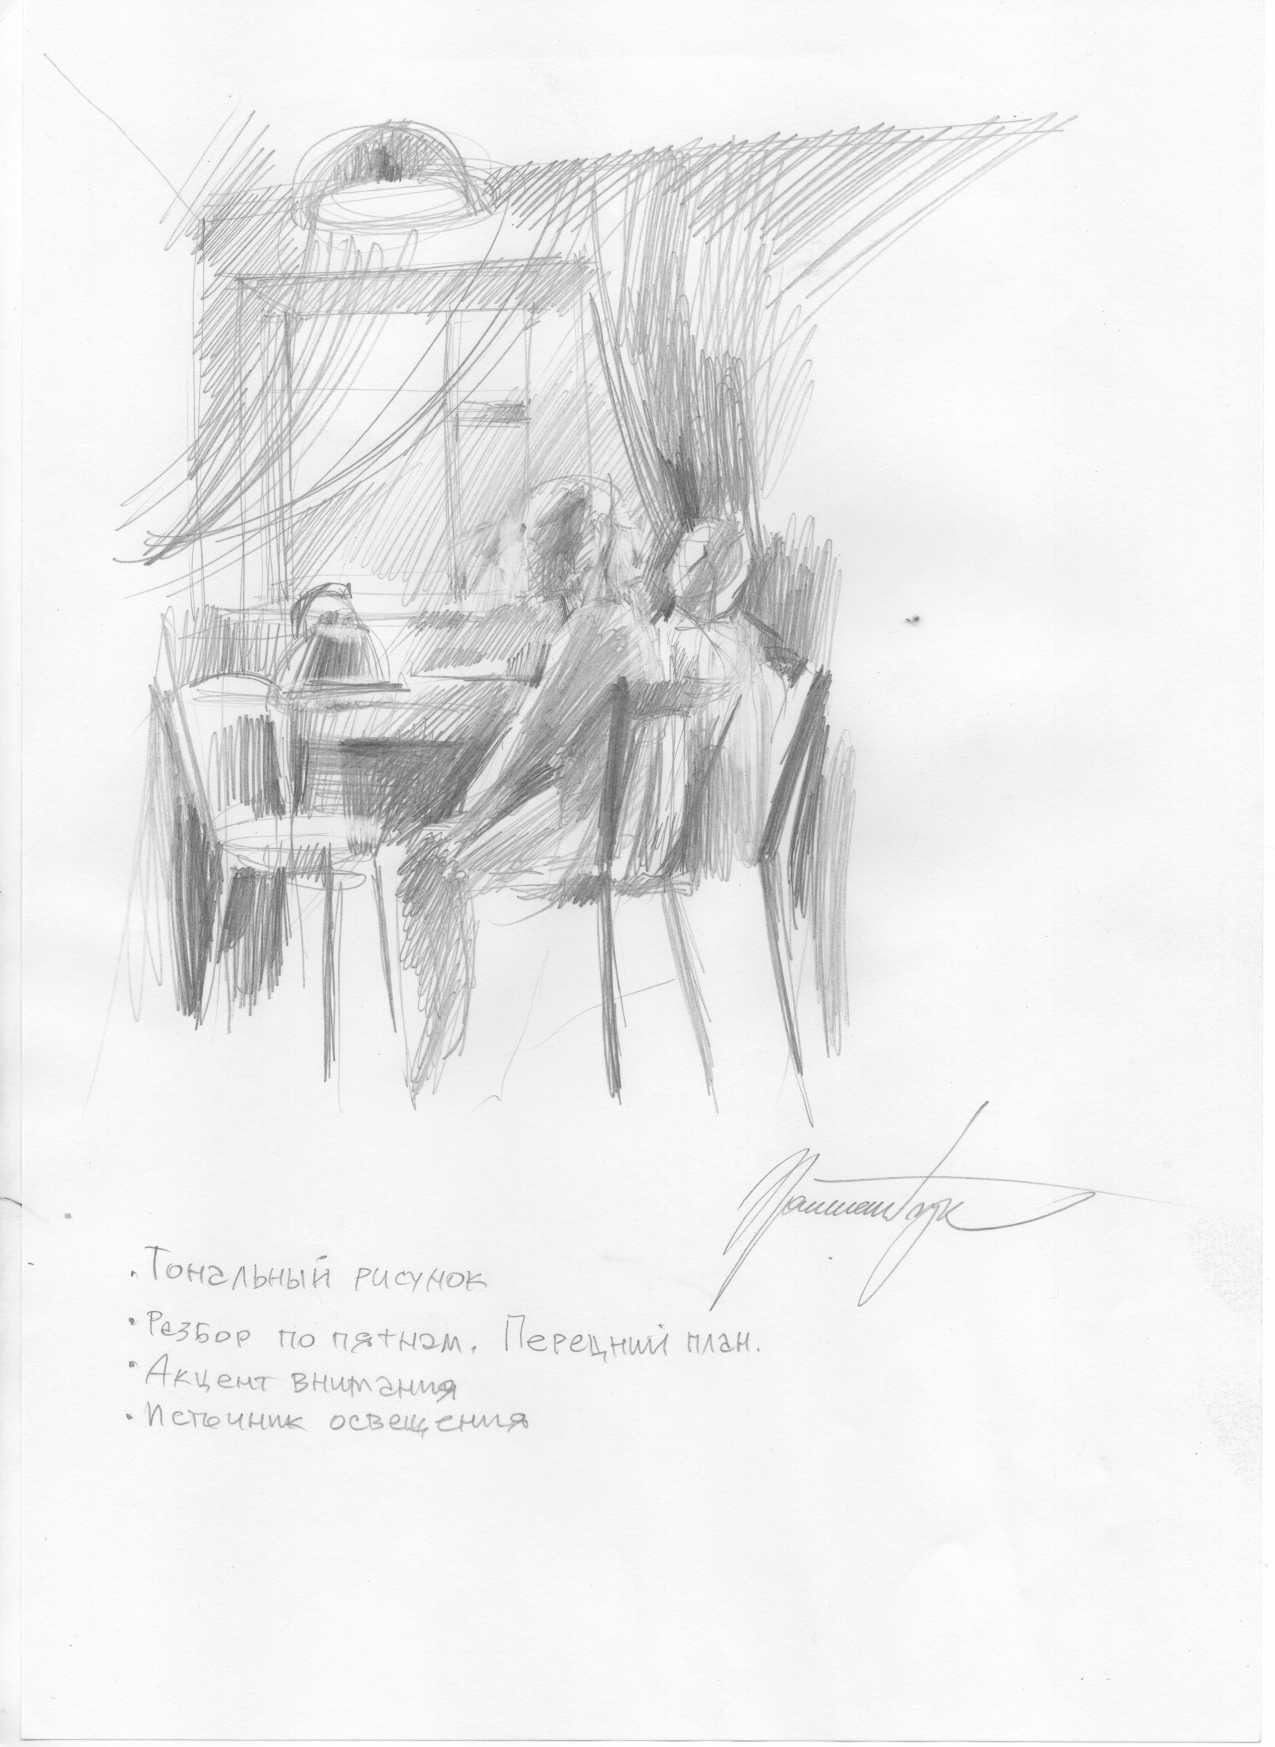 · Тональный рисунок
· Разбор по пятнам. Передний план.
· Акцент внимания
· Источник освещения